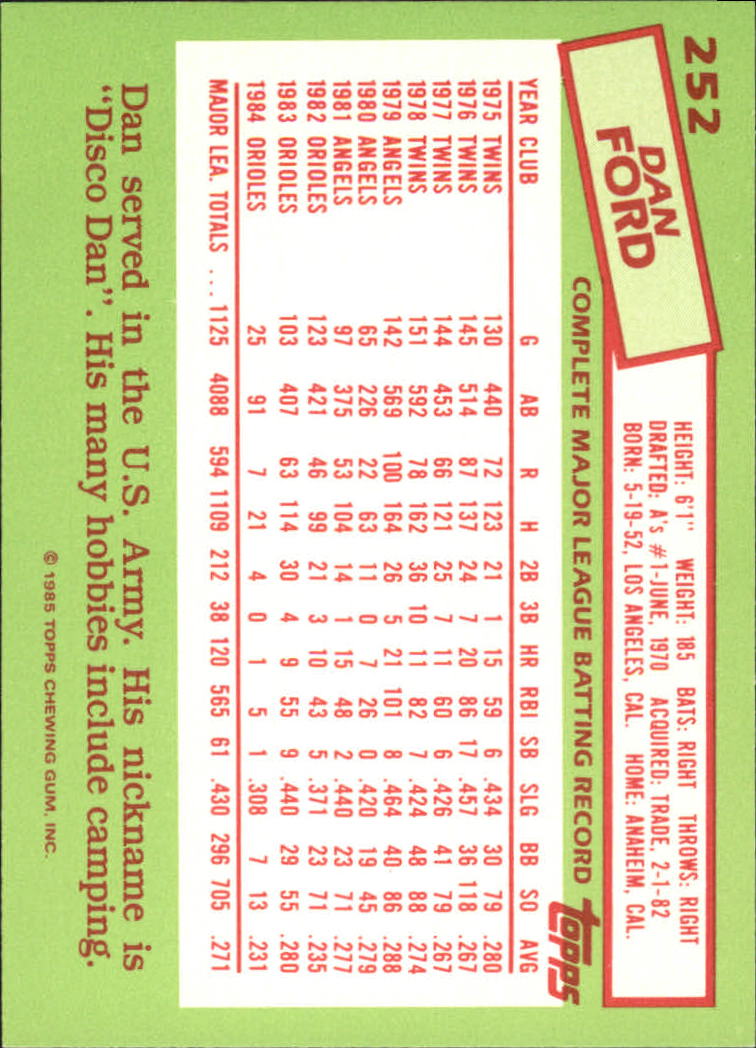 252
DAN
FORD
HEIGHT: 6'1" WEIGHT: 185 BATS: RIGHT THROWS: RIGHT
DRAFTED: A's #1-JUNE, 1970 ACQUIRED: TRADE, 2-1-82
BORN: 5-19-52, LOS ANGELES, CAL. HOME: ANAHEIM, CAL.
COMPLETE MAJOR LEAGUE BATTING RECORD topps
YEAR CLUB G AB R H 2B 3B HR RBI SB SLG BB SO AVG
1975 TWINS 130 440 72 123 21 1 15 59 6 .434 30 79 .280
1976 TWINS 145 514 87 137 24 7 20 86 17 .457 36 118 .267
1977 TWINS 144 453 66 121 25 7 11 60 6 .426 41 79 .267
1978 TWINS 151 592 78 162 36 10 11 82 7 .424 48 88 .274
1979 ANGELS 142 569 100 164 26 5 21 101 8 .464 40 86 .288
1980 ANGELS 65 226 22 63 11 0 7 26 0 .420 19 45 .279
1981 ANGELS 97 375 53 104 14 1 15 48 2 .440 23 71 .277
1982 ORIOLES 123 421 46 99 21 3 10 43 5 .371 23 71 .235
1983 ORIOLES 103 407 63 114 30 4 9 55 9 .440 29 55 .280
1984 ORIOLES 25 91 7 21 4 0 1 5 1 .308 7 13 .231
MAJOR LEA. TOTALS ... 1125 4088 594 1109 212 38 120 565 61 .430 296 705 .271
Dan served in the U.S. Army. His nickname is
"Disco Dan". His many hobbies include camping.
© 1985 TOPPS CHEWING GUM, INC.